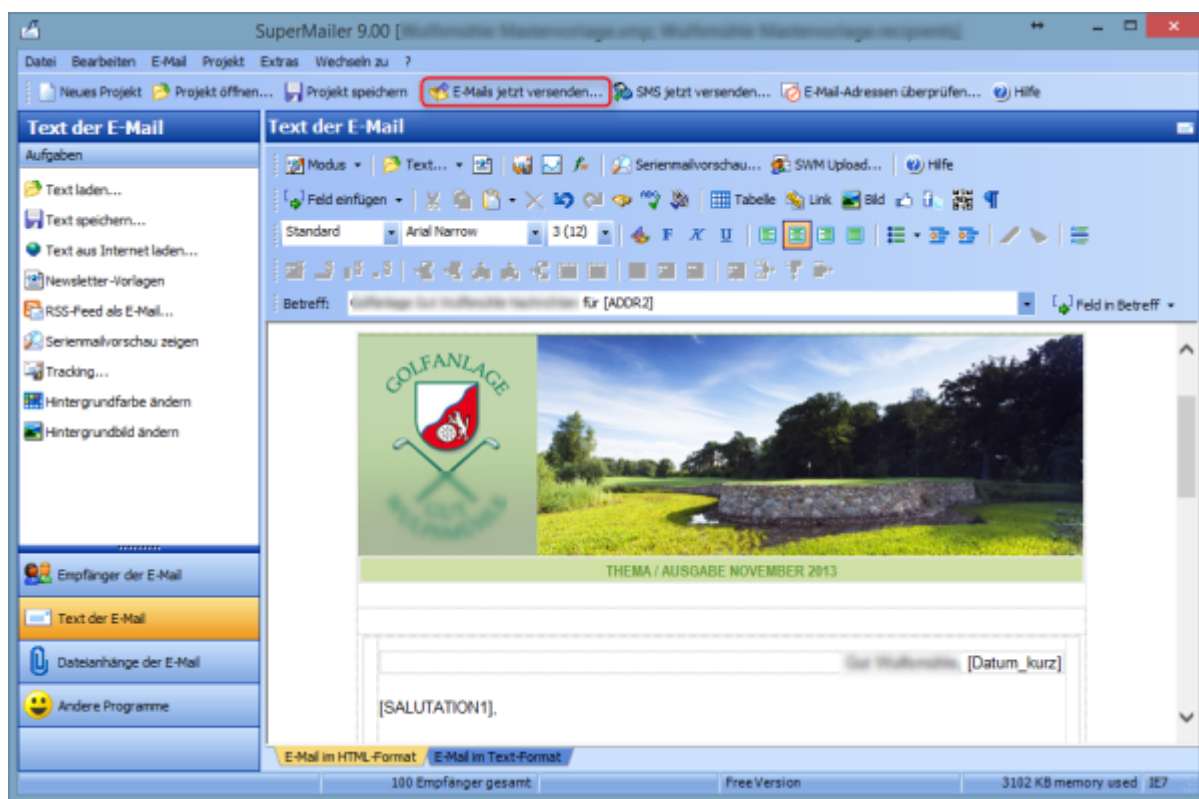 SuperMailer 9.00 [
Datei Bearbeiten E-Mail Projekt Extras Wechseln zu ?
Neues Projekt Projekt öffnen... Projekt speichern E-Mails jetzt versenden... SMS jetzt versenden... E-Mail-Adressen überprüfen... Hilfe
Text der E-Mail
Aufgaben
Text laden...
Text speichern...
Text aus Internet laden...
Newsletter-Vorlagen
RSS-Feed als E-Mail...
Serienmailvorschau zeigen
Tracking...
Hintergrundfarbe ändern
Hintergrundbild ändern
Empfänger der E-Mail
Text der E-Mail
Dateianhänge der E-Mail
Andere Programme
Text der E-Mail
Modus Text... Serienmailvorschau... SWM Upload... Hilfe
Feld einfügen Tabelle Link Bild
Standard Arial Narrow 3 (12) F K U
Betreff: für [ADDR2] Feld in Betreff
GOLFANLAGE
THEMA / AUSGABE NOVEMBER 2013
[Datum_kurz]
[SALUTATION1],
E-Mail im HTML-Format E-Mail im Text-Format
100 Empfänger gesamt Free Version 3102 KB memory used IE7